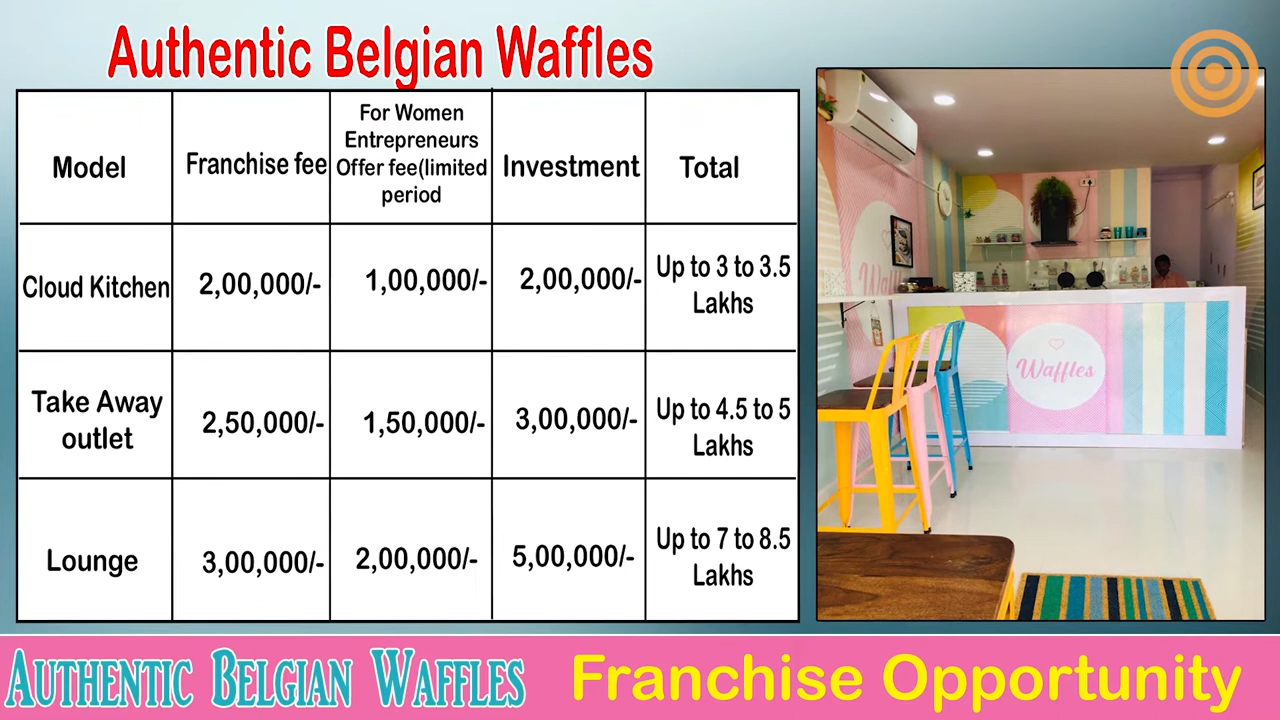 Authentic Belgian Waffles
Model
Franchise fee
For Women
Entrepreneurs
Offer fee(limited
period
Investment
Total
Cloud Kitchen
2,00,000/-
1,00,000/-
2,00,000/-
Up to 3 to 3.5
Lakhs
Take Away
outlet
2,50,000/-
1,50,000/-
3,00,000/-
Up to 4.5 to 5
Lakhs
Lounge
3,00,000/-
2,00,000/-
5,00,000/-
Up to 7 to 8.5
Lakhs
Waffles
AUTHENTIC BELGIAN WAFFLES
Franchise Opportunity